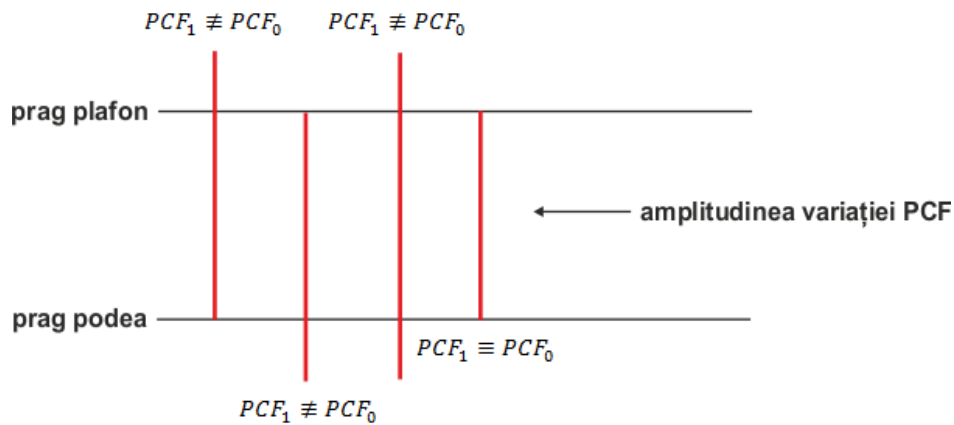 PCF₁ ≢ PCF₀ PCF₁ ≢ PCF₀
prag plafon
amplitudinea variației PCF
prag podea
PCF₁ ≡ PCF₀
PCF₁ ≢ PCF₀